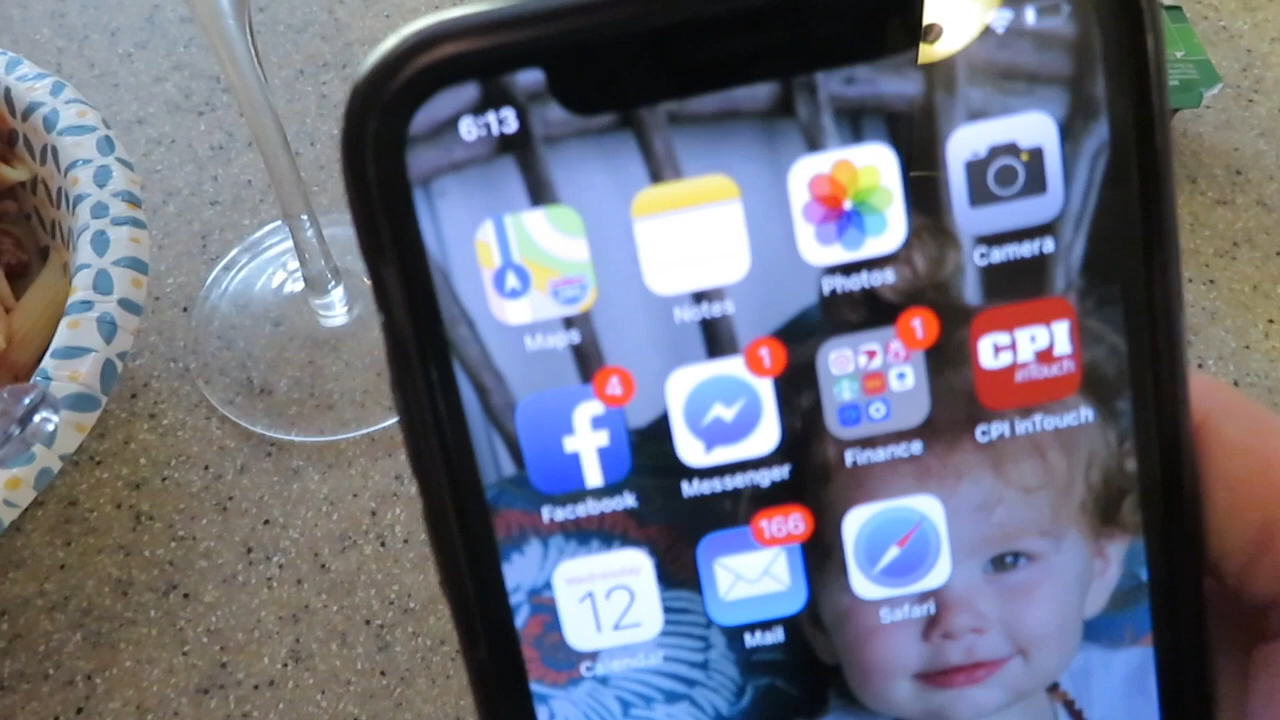 6:13
Maps
Notes
Photos
Camera
4
Facebook
1
Messenger
1
Finance
CPI
inTouch
CPI inTouch
Wednesday
12
Calendar
166
Mail
Safari